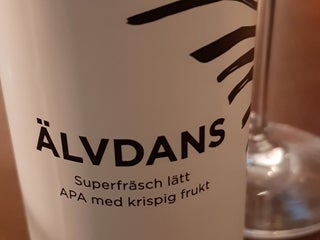 ÄLVDANS
Superfräsch lätt
APA med krispig frukt